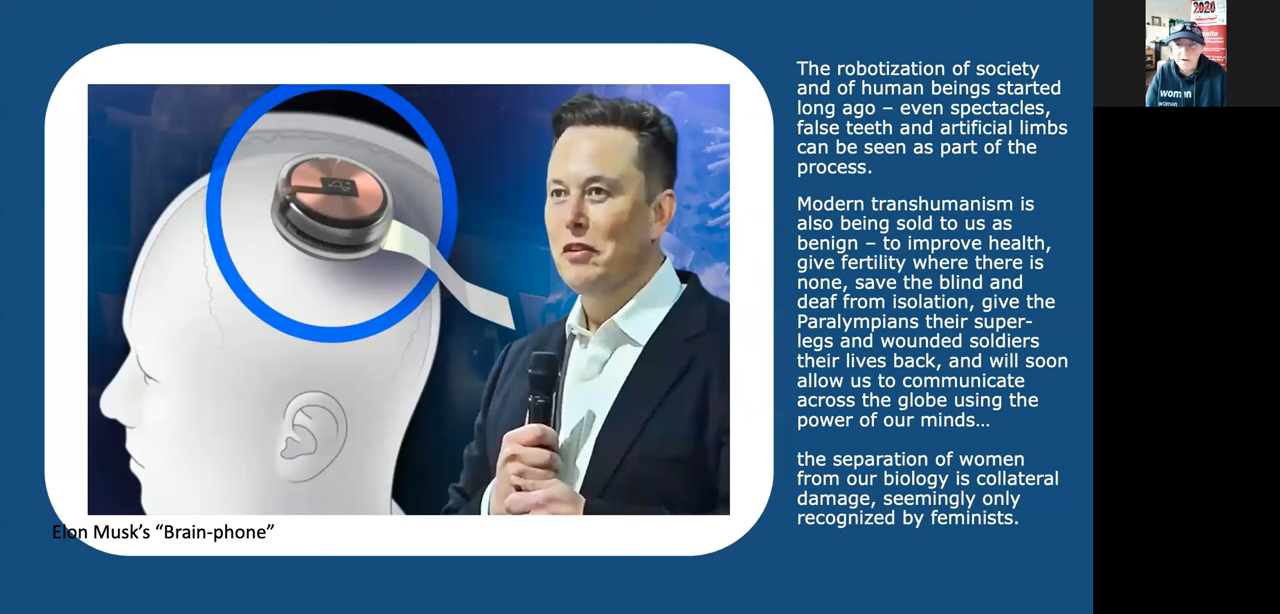 The robotization of society
and of human beings started
long ago – even spectacles,
false teeth and artificial limbs
can be seen as part of the
process.
Modern transhumanism is
also being sold to us as
benign – to improve health,
give fertility where there is
none, save the blind and
deaf from isolation, give the
Paralympians their super-
legs and wounded soldiers
their lives back, and will soon
allow us to communicate
across the globe using the
power of our minds...
the separation of women
from our biology is collateral
damage, seemingly only
recognized by feminists.
Elon Musk’s “Brain-phone”
2020